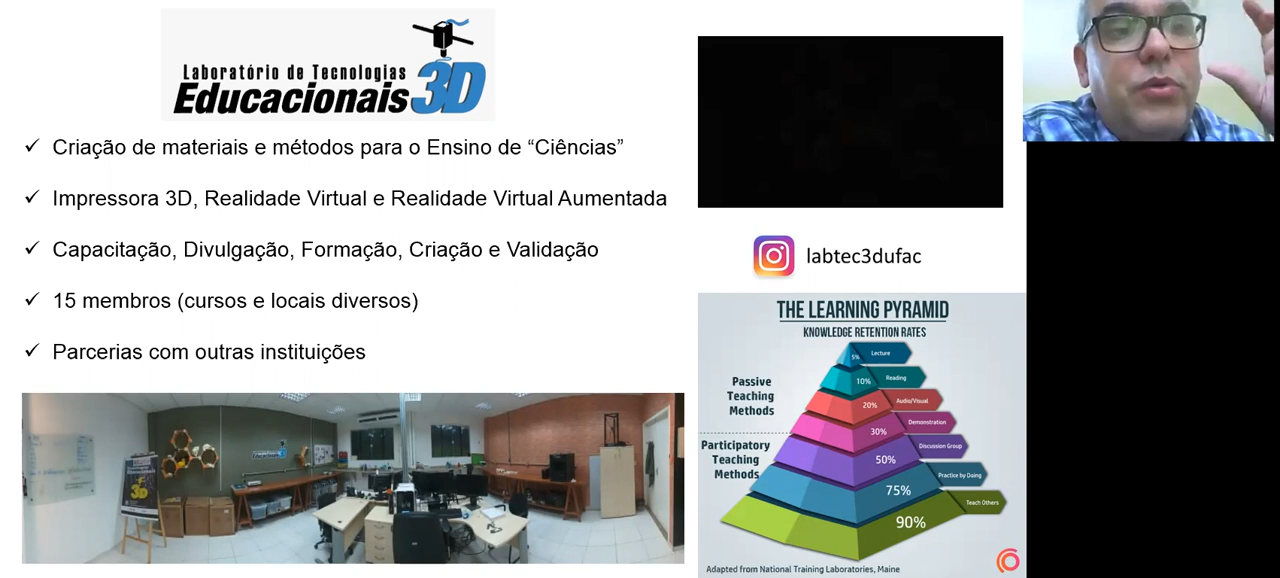 Laboratório de Tecnologias
Educacionais 3D
✓ Criação de materiais e métodos para o Ensino de “Ciências”
✓ Impressora 3D, Realidade Virtual e Realidade Virtual Aumentada
✓ Capacitação, Divulgação, Formação, Criação e Validação
✓ 15 membros (cursos e locais diversos)
✓ Parcerias com outras instituições
Educacionais
3D
labtec3dufac
THE LEARNING PYRAMID
KNOWLEDGE RETENTION RATES
5% Lecture
10% Reading
20% Audio/Visual
30% Demonstration
50% Discussion Group
75% Practice by Doing
90% Teach Others
Passive
Teaching
Methods
Participatory
Teaching
Methods
Adapted from National Training Laboratories, Maine